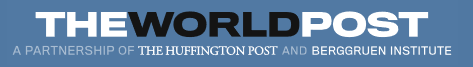 THEWORLDPOST
A PARTNERSHIP OF THE HUFFINGTON POST AND BERGGRUEN INSTITUTE